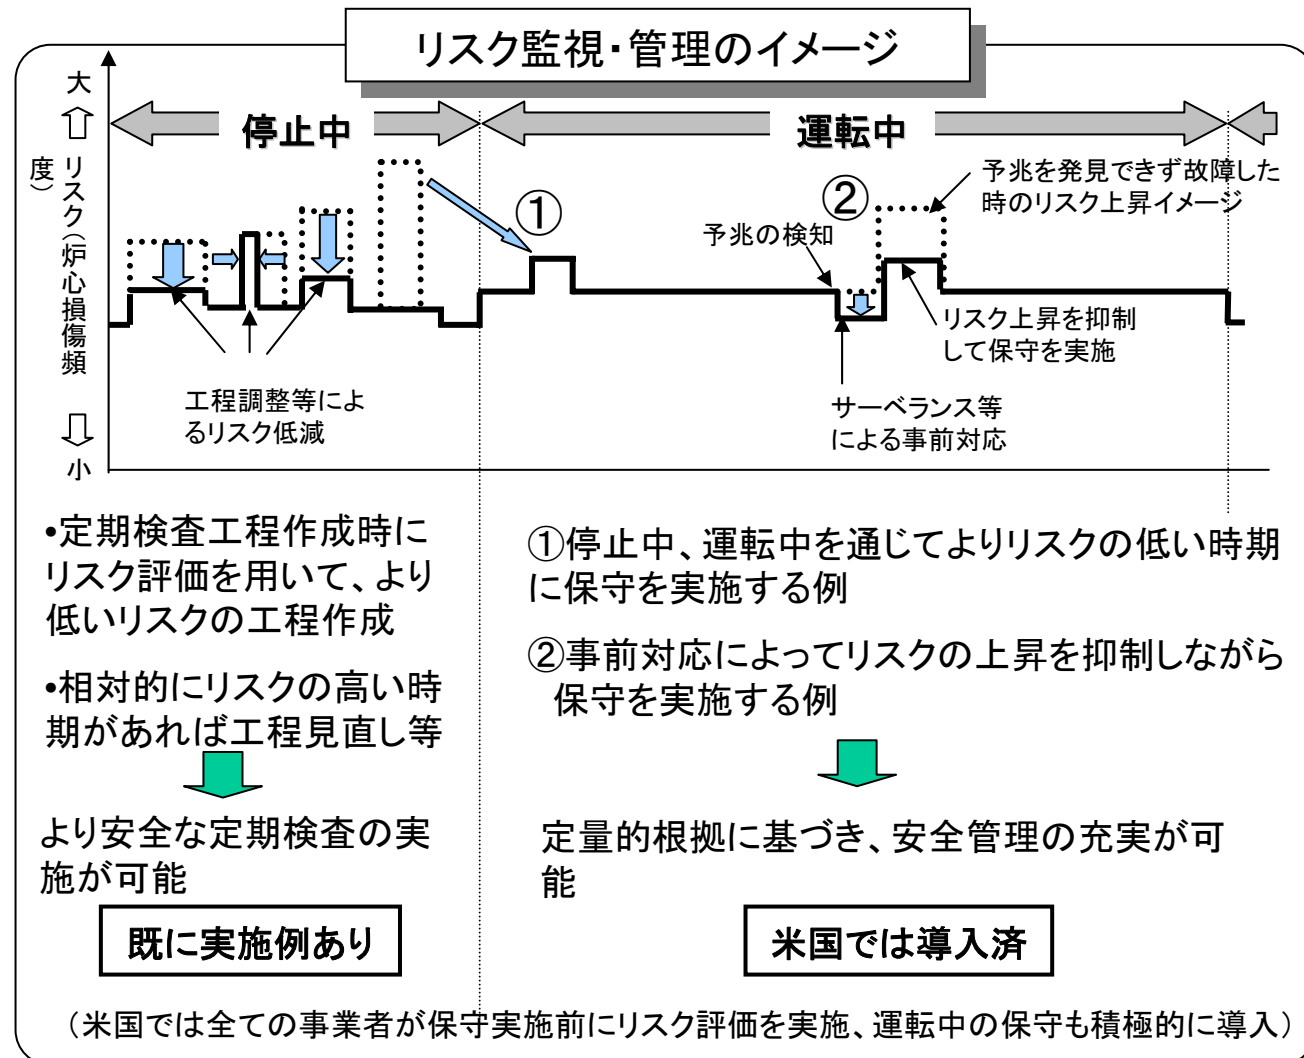 リスク監視・管理のイメージ
大
停止中
運転中
リスク(炉心損傷頻
度)
小
①
②
予兆を発見できず故障した
時のリスク上昇イメージ
予兆の検知
リスク上昇を抑制
して保守を実施
工程調整等によ
るリスク低減
サーベランス等
による事前対応
•定期検査工程作成時に
リスク評価を用いて、より
低いリスクの工程作成
•相対的にリスクの高い時
期があれば工程見直し等
より安全な定期検査の実
施が可能
既に実施例あり
①停止中、運転中を通じてよりリスクの低い時期
に保守を実施する例
②事前対応によってリスクの上昇を抑制しながら
保守を実施する例
定量的根拠に基づき、安全管理の充実が可
能
米国では導入済
(米国では全ての事業者が保守実施前にリスク評価を実施、運転中の保守も積極的に導入)